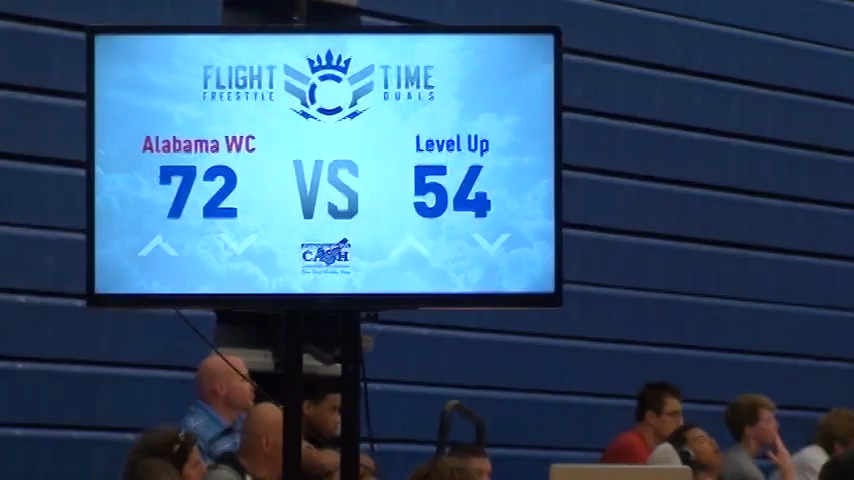 FLIGHT TIME
FREESTYLE DUALS
Alabama WC
Level Up
72 VS 54
CASH